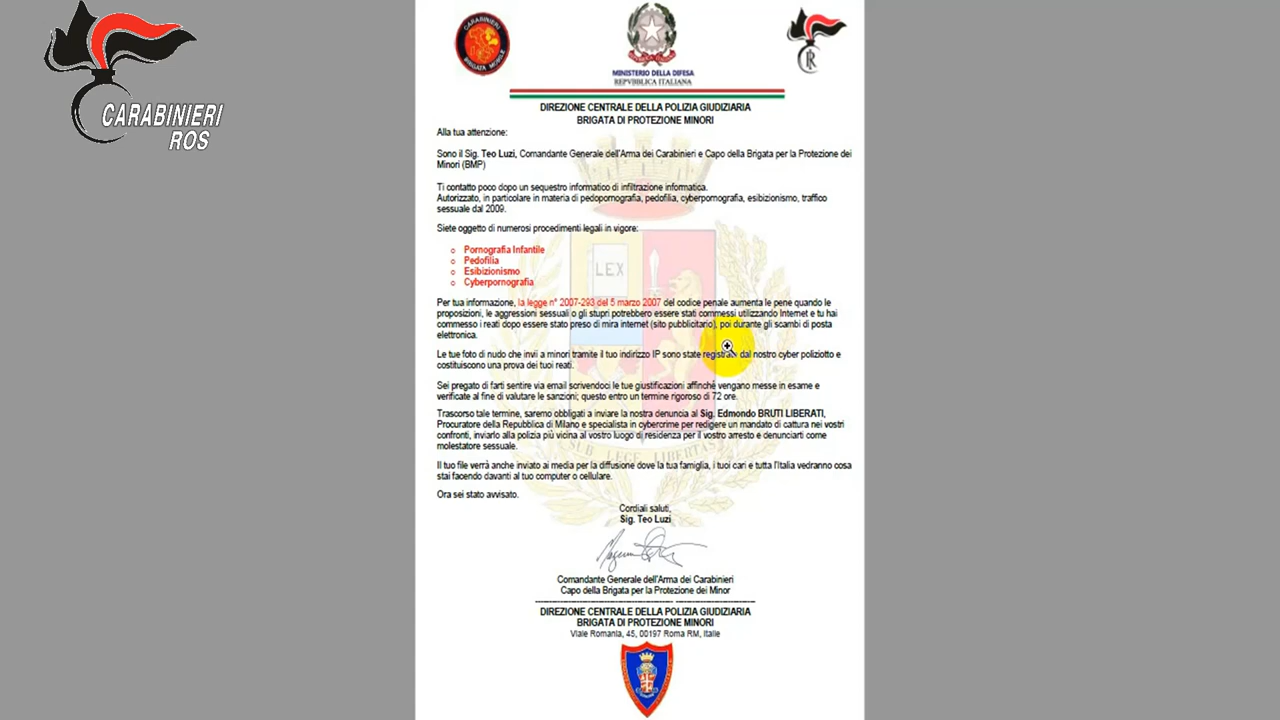 CARABINIERI
ROS
CARABINIERI
BRIGATA MOBILE
MINISTERO DELLA DIFESA
REPVBBLICA ITALIANA
DIREZIONE CENTRALE DELLA POLIZIA GIUDIZIARIA
BRIGATA DI PROTEZIONE MINORI
Alla tua attenzione:
Sono il Sig. Teo Luzi, Comandante Generale dell'Arma dei Carabinieri e Capo della Brigata per la Protezione dei
Minori (BMP)
Ti contatto poco dopo un sequestro informatico di infiltrazione informatica.
Autorizzato, in particolare in materia di pedopornografia, pedofilia, cyberpornografia, esibizionismo, traffico
sessuale dal 2009.
Siete oggetto di numerosi procedimenti legali in vigore:
Pornografia Infantile
Pedofilia
Esibizionismo
Cyberpornografia
LEX
Per tua informazione, la legge n° 2007-293 del 5 marzo 2007 del codice penale aumenta le pene quando le
proposizioni, le aggressioni sessuali o gli stupri potrebbero essere stati commessi utilizzando Internet e tu hai
commesso i reati dopo essere stato preso di mira internet (sito pubblicitario), poi durante gli scambi di posta
elettronica.
Le tue foto di nudo che invii a minori tramite il tuo indirizzo IP sono state registrate dal nostro cyber poliziotto e
costituiscono una prova dei tuoi reati.
Sei pregato di farti sentire via email scrivendoci le tue giustificazioni affinché vengano messe in esame e
verificate al fine di valutare le sanzioni; questo entro un termine rigoroso di 72 ore.
Trascorso tale termine, saremo obbligati a inviare la nostra denuncia al Sig. Edmondo BRUTI LIBERATI,
Procuratore della Repubblica di Milano e specialista in cybercrime per redigere un mandato di cattura nei vostri
confronti, inviarlo alla polizia più vicina al vostro luogo di residenza per il vostro arresto e denunciarti come
molestatore sessuale.
SUB LEGE LIBERTAS
Il tuo file verrà anche inviato ai media per la diffusione dove la tua famiglia, i tuoi cari e tutta l'Italia vedranno cosa
stai facendo davanti al tuo computer o cellulare.
Ora sei stato avvisato.
Cordiali saluti,
Sig. Teo Luzi
Comandante Generale dell'Arma dei Carabinieri
Capo della Brigata per la Protezione dei Minor
DIREZIONE CENTRALE DELLA POLIZIA GIUDIZIARIA
BRIGATA DI PROTEZIONE MINORI
Viale Romania, 45, 00197 Roma RM, Italie